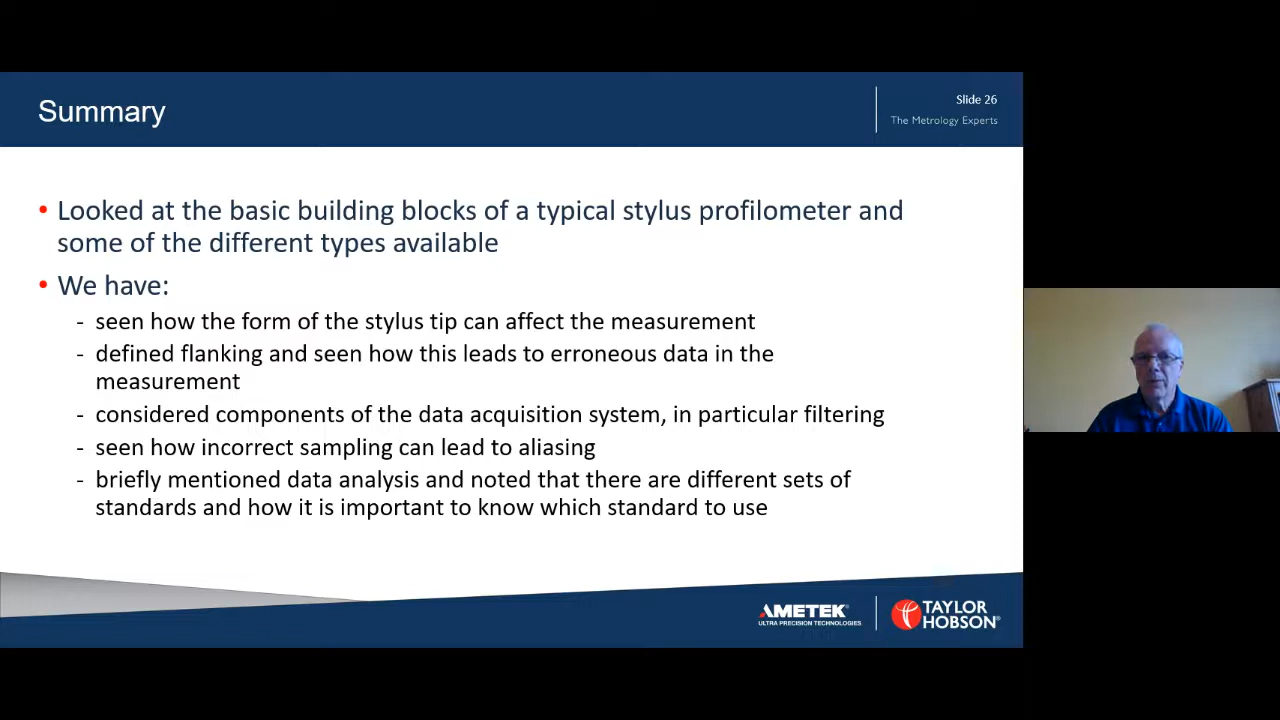 Summary
Slide 26
The Metrology Experts
• Looked at the basic building blocks of a typical stylus profilometer and
some of the different types available
• We have:
- seen how the form of the stylus tip can affect the measurement
- defined flanking and seen how this leads to erroneous data in the
measurement
- considered components of the data acquisition system, in particular filtering
- seen how incorrect sampling can lead to aliasing
- briefly mentioned data analysis and noted that there are different sets of
standards and how it is important to know which standard to use
AMETEK®
ULTRA PRECISION TECHNOLOGIES
TAYLOR
HOBSON®